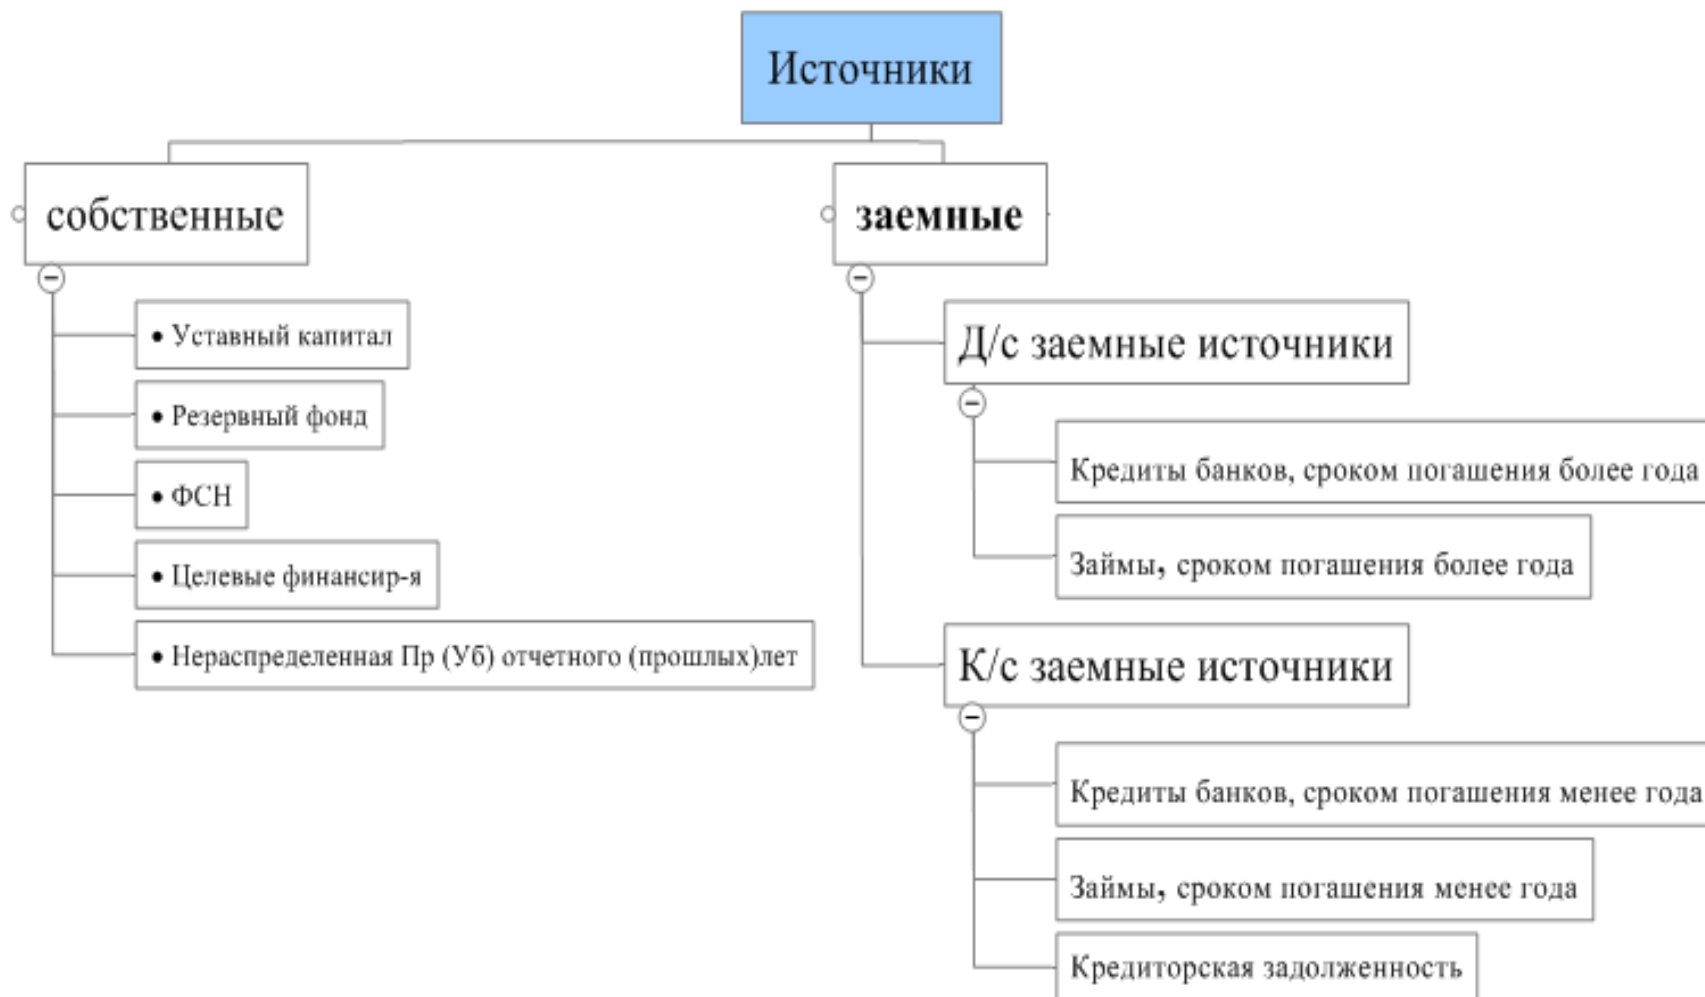 Источники
собственные
• Уставный капитал
• Резервный фонд
• ФСН
• Целевые финансир-я
• Нераспределенная Пр (Уб) отчетного (прошлых)лет
заемные
Д/с заемные источники
Кредиты банков, сроком погашения более года
Займы, сроком погашения более года
К/с заемные источники
Кредиты банков, сроком погашения менее года
Займы, сроком погашения менее года
Кредиторская задолженность